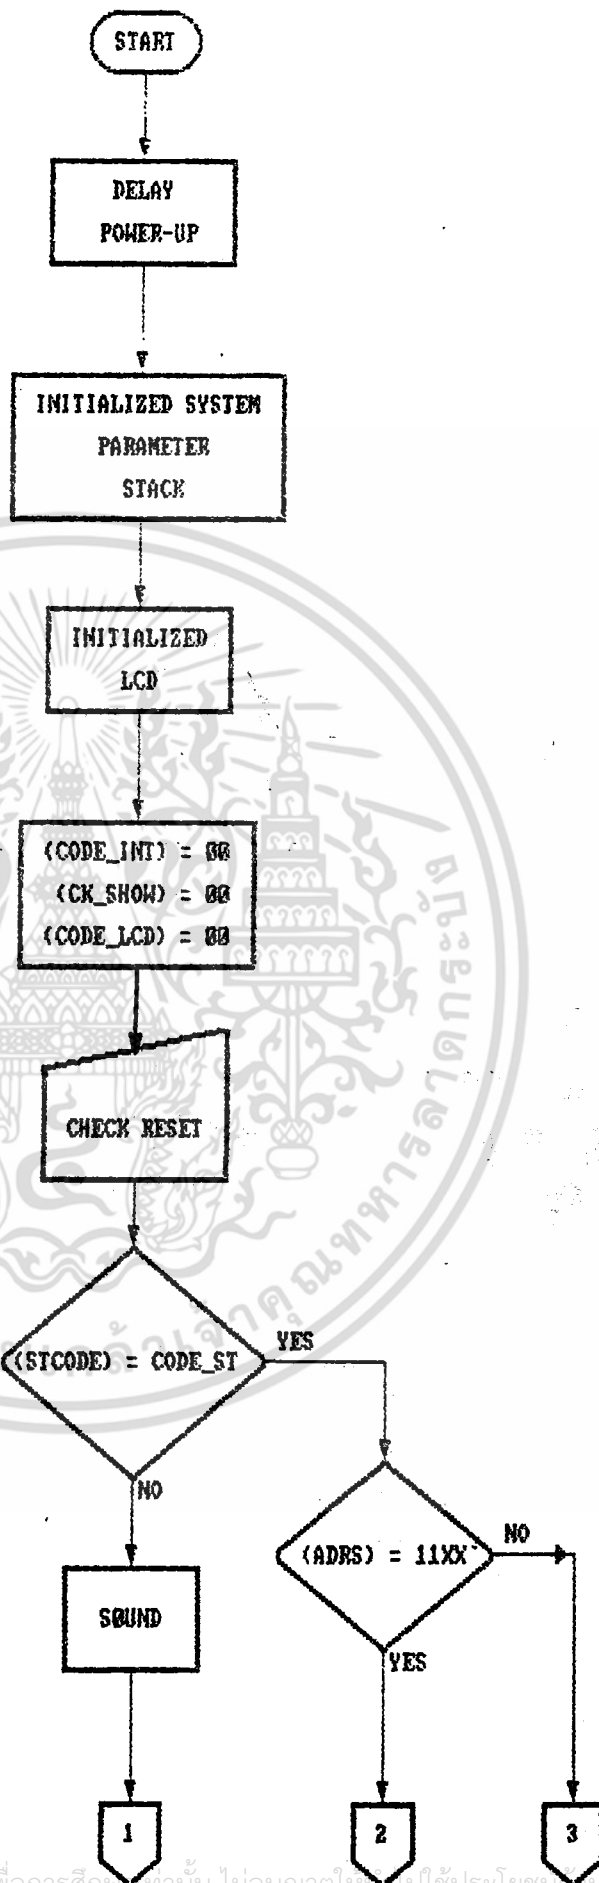 START
DELAY
POWER-UP
INITIALIZED SYSTEM
PARAMETER
STACK
INITIALIZED
LCD
(CODE_INT) = 00
(CK_SHOW) = 00
(CODE_LCD) = 00
CHECK RESET
(STCODE) = CODE_ST
YES
NO
(ADRS) = 11XX
NO
YES
SOUND
1
2
3